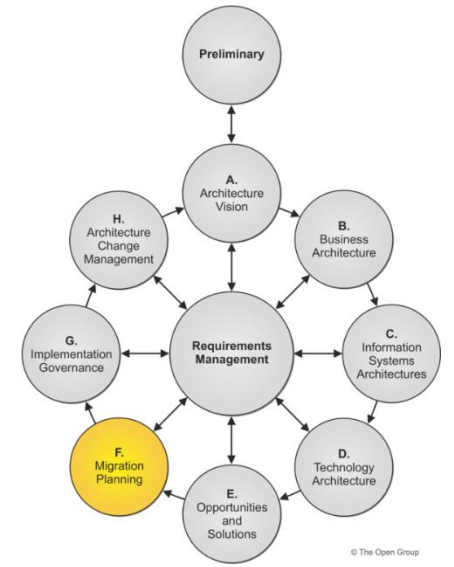 Preliminary
A.
Architecture
Vision
B.
Business
Architecture
C.
Information
Systems
Architectures
D.
Technology
Architecture
E.
Opportunities
and
Solutions
F.
Migration
Planning
G.
Implementation
Governance
H.
Architecture
Change
Management
Requirements
Management
© The Open Group